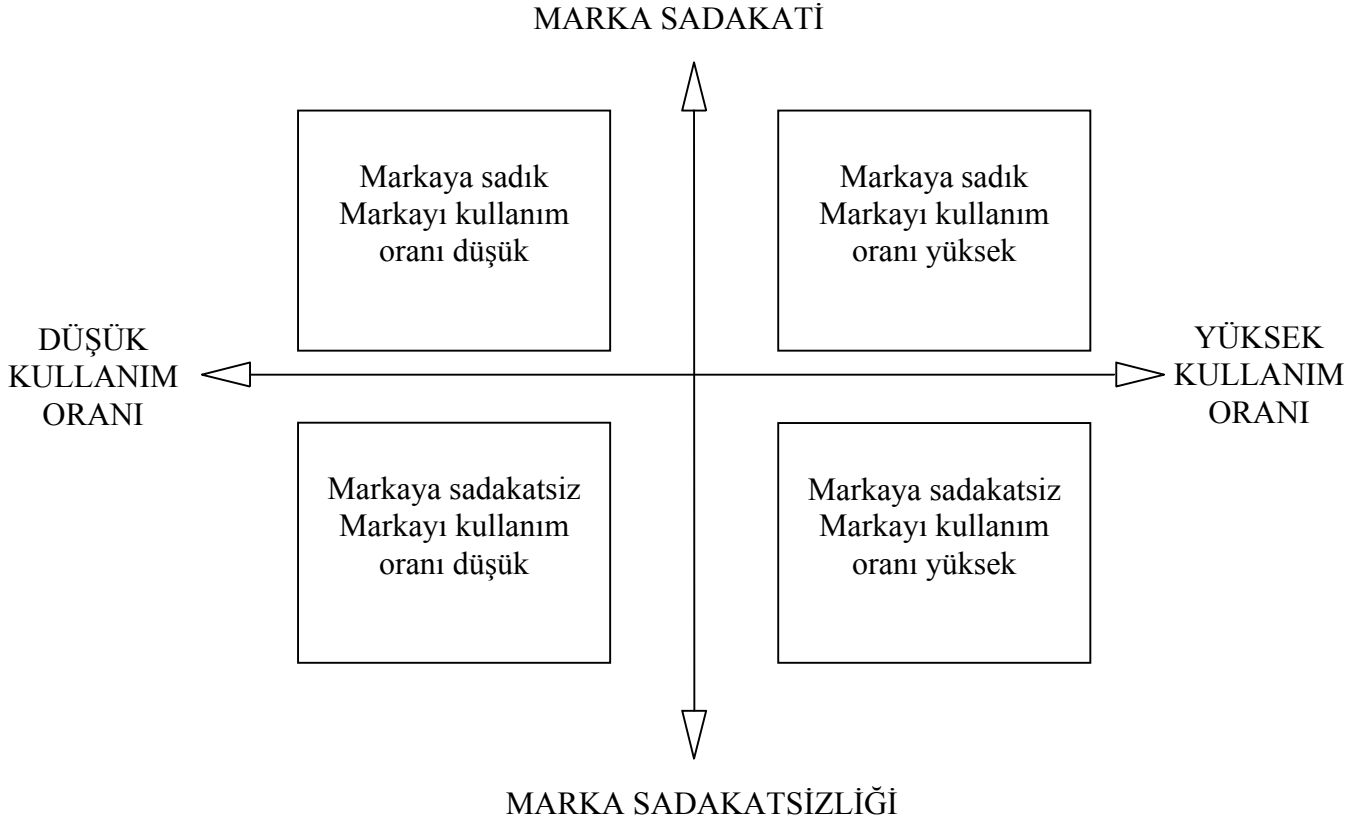 MARKA SADAKATİ
Markaya sadık
Markayı kullanım
oranı düşük
Markaya sadık
Markayı kullanım
oranı yüksek
DÜŞÜK
KULLANIM
ORANI
YÜKSEK
KULLANIM
ORANI
Markaya sadakatsiz
Markayı kullanım
oranı düşük
Markaya sadakatsiz
Markayı kullanım
oranı yüksek
MARKA SADAKATSİZLİĞİ